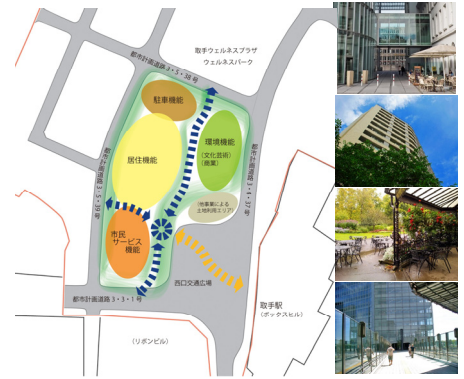 取手ウェルネスプラザ
ウェルネスパーク
都市計画道路3・5・38号
駐車機能
環境機能
（文化芸術）
（商業）
居住機能
都市計画道路3・5・39号
都市計画道路3・4・37号
（他事業による
土地利用エリア）
市民
サービス
機能
西口交通広場
取手駅
（ボックスヒル）
都市計画道路3・3・1号
（リボンビル）